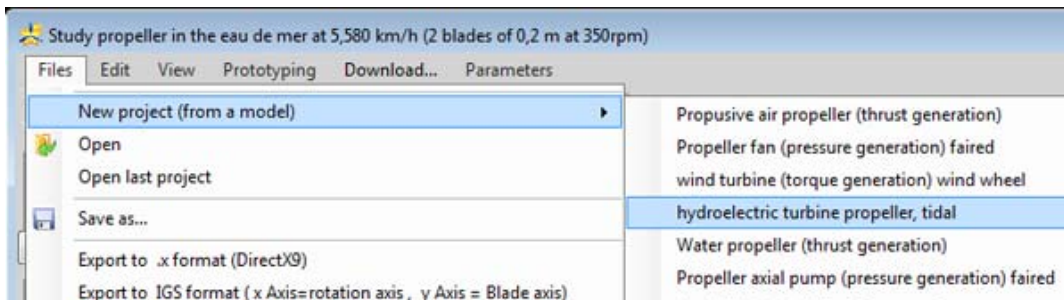 Study propeller in the eau de mer at 5,580 km/h (2 blades of 0,2 m at 350rpm)
Files Edit View Prototyping Download... Parameters
New project (from a model)
Open
Open last project
Save as...
Export to .x format (DirectX9)
Export to IGS format ( x Axis=rotation axis , y Axis = Blade axis)
Propusive air propeller (thrust generation)
Propeller fan (pressure generation) faired
wind turbine (torque generation) wind wheel
hydroelectric turbine propeller, tidal
Water propeller (thrust generation)
Propeller axial pump (pressure generation) faired